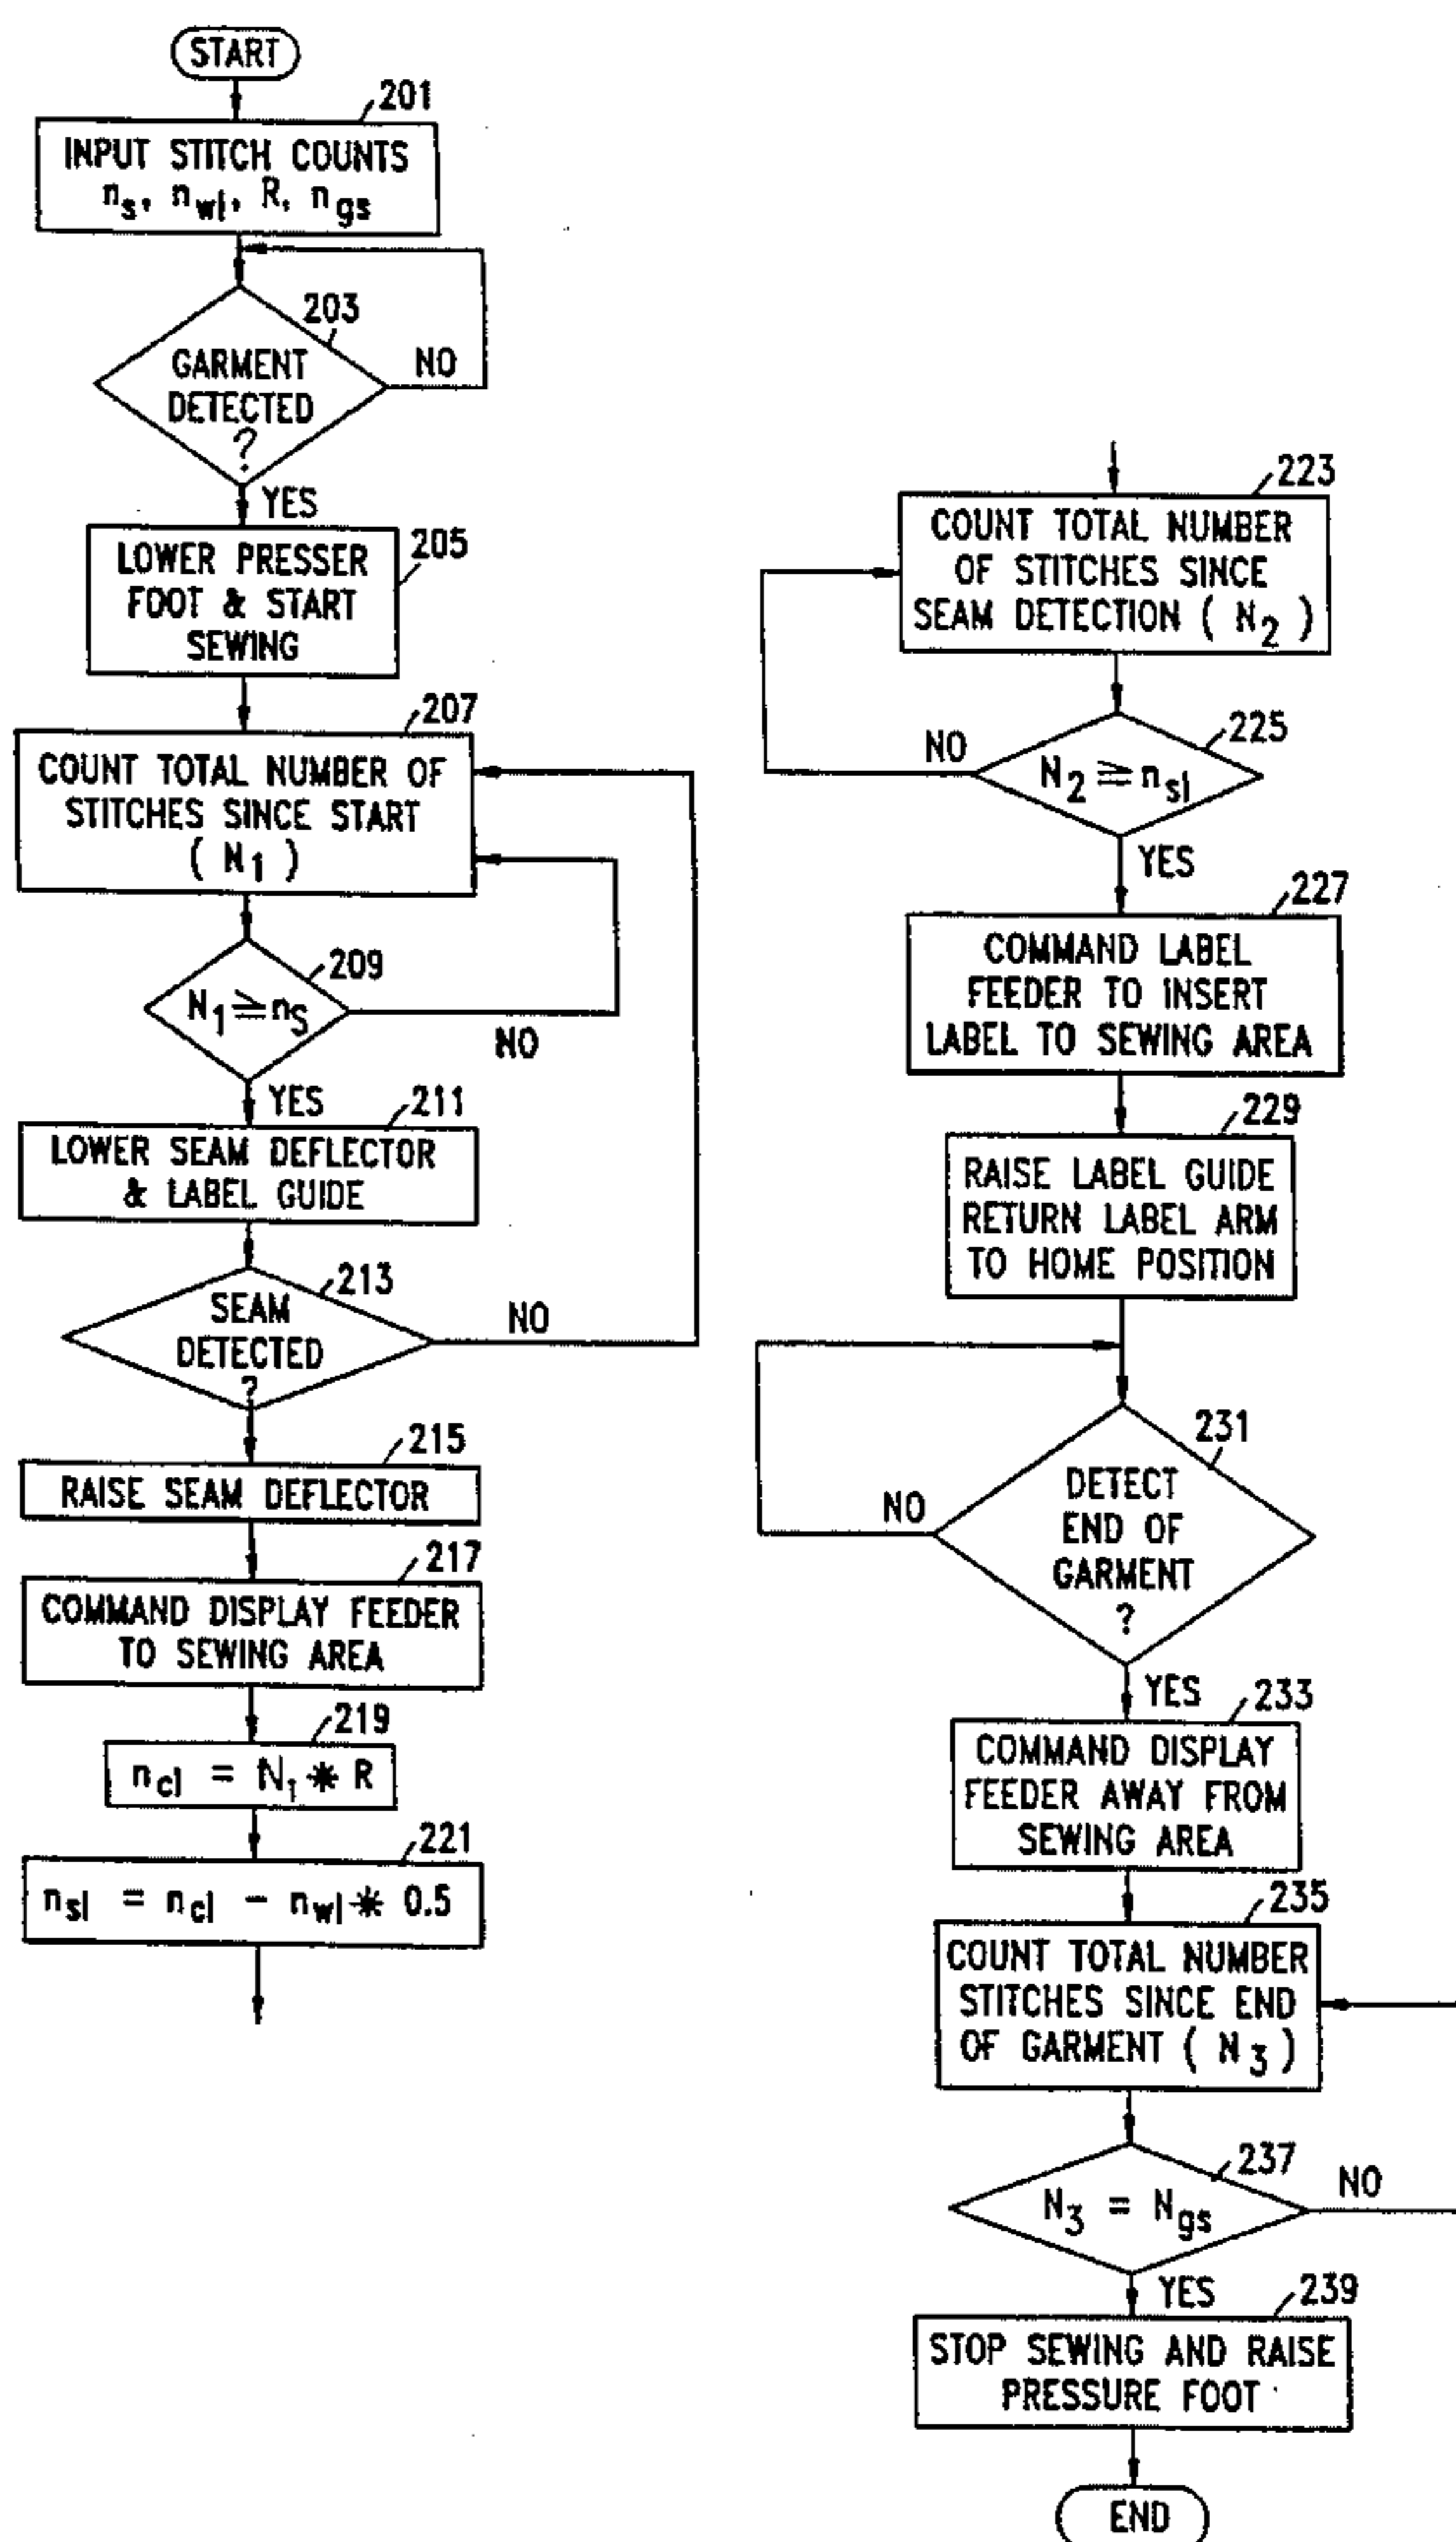 START
201
INPUT STITCH COUNTS
n_s, n_wl, R, n_gs
203
GARMENT
DETECTED
?
NO
YES
205
LOWER PRESSER
FOOT & START
SEWING
207
COUNT TOTAL NUMBER OF
STITCHES SINCE START
( N_1 )
209
N_1 ≥ n_S
NO
YES
211
LOWER SEAM DEFLECTOR
& LABEL GUIDE
213
SEAM
DETECTED
?
NO
215
RAISE SEAM DEFLECTOR
217
COMMAND DISPLAY FEEDER
TO SEWING AREA
219
n_cl = N_1 * R
221
n_sl = n_cl - n_wl * 0.5
223
COUNT TOTAL NUMBER
OF STITCHES SINCE
SEAM DETECTION ( N_2 )
225
NO
N_2 ≥ n_sl
YES
227
COMMAND LABEL
FEEDER TO INSERT
LABEL TO SEWING AREA
229
RAISE LABEL GUIDE
RETURN LABEL ARM
TO HOME POSITION
231
DETECT
END OF
GARMENT
?
NO
YES
233
COMMAND DISPLAY
FEEDER AWAY FROM
SEWING AREA
235
COUNT TOTAL NUMBER
STITCHES SINCE END
OF GARMENT ( N_3 )
237
N_3 = N_gs
NO
YES
239
STOP SEWING AND RAISE
PRESSURE FOOT
END